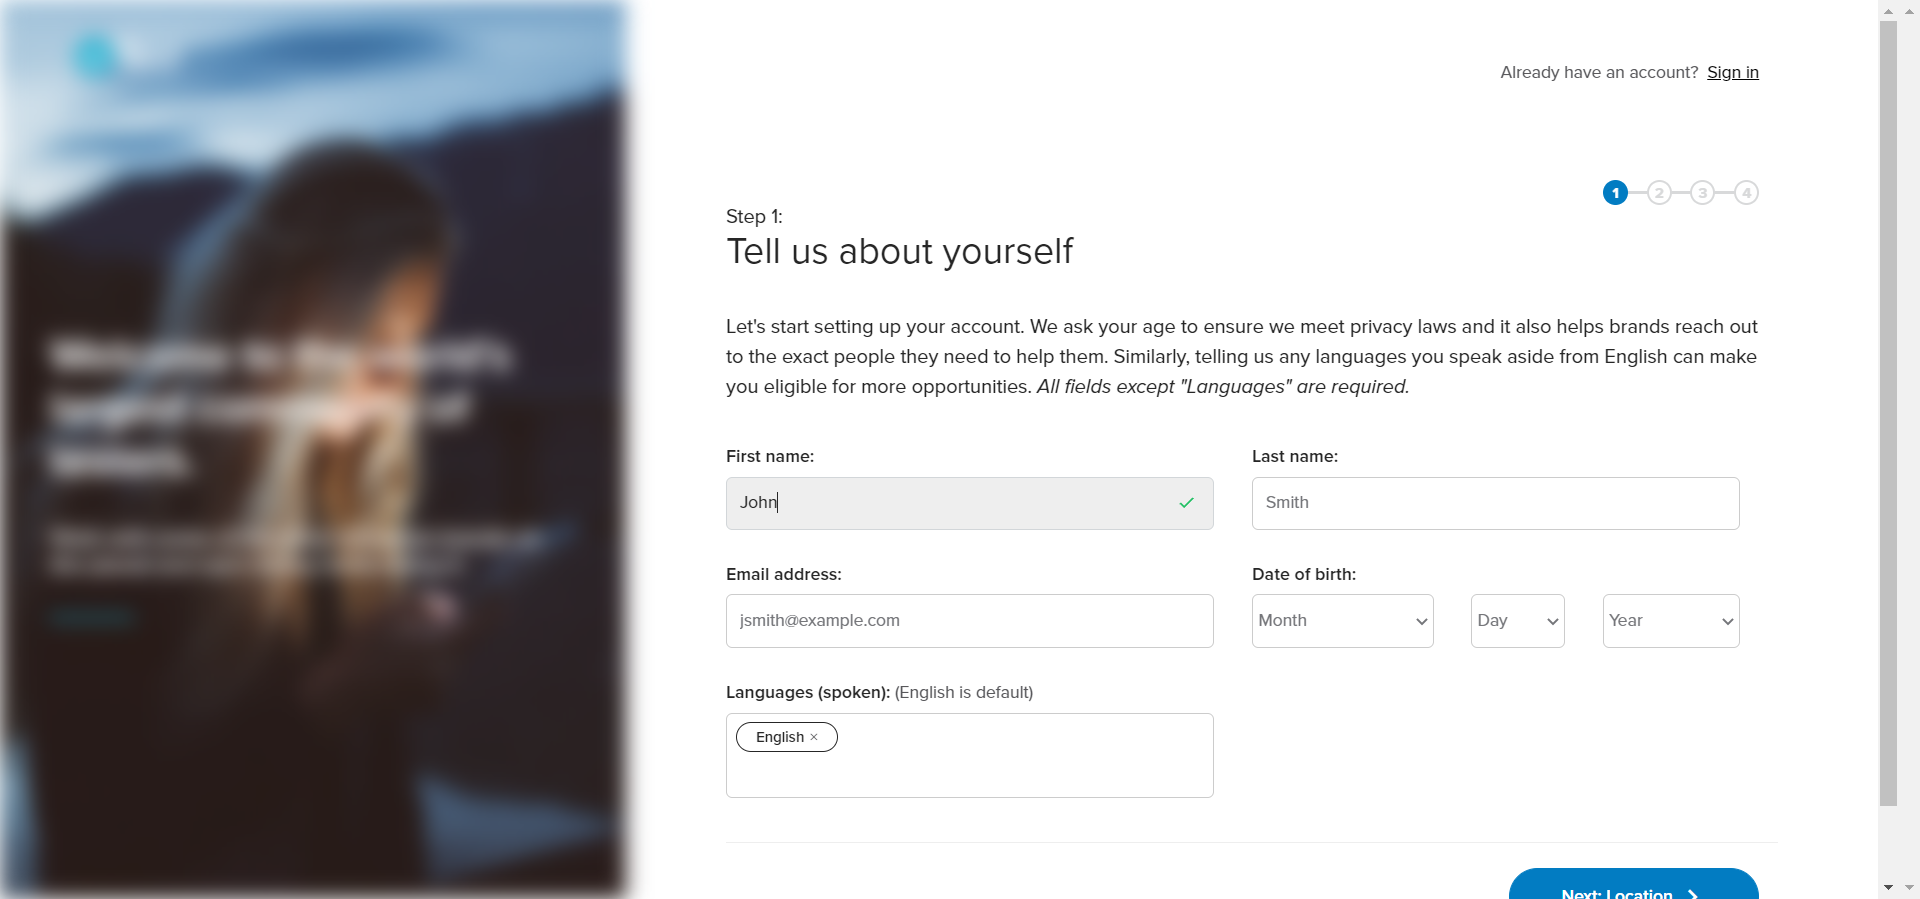 Already have an account? Sign in
1 2 3 4
Step 1:
Tell us about yourself
Let's start setting up your account. We ask your age to ensure we meet privacy laws and it also helps brands reach out
to the exact people they need to help them. Similarly, telling us any languages you speak aside from English can make
you eligible for more opportunities. All fields except "Languages" are required.
First name:
Last name:
John
Smith
Email address:
Date of birth:
jsmith@example.com
Month
Day
Year
Languages (spoken): (English is default)
English ×
Next: Location